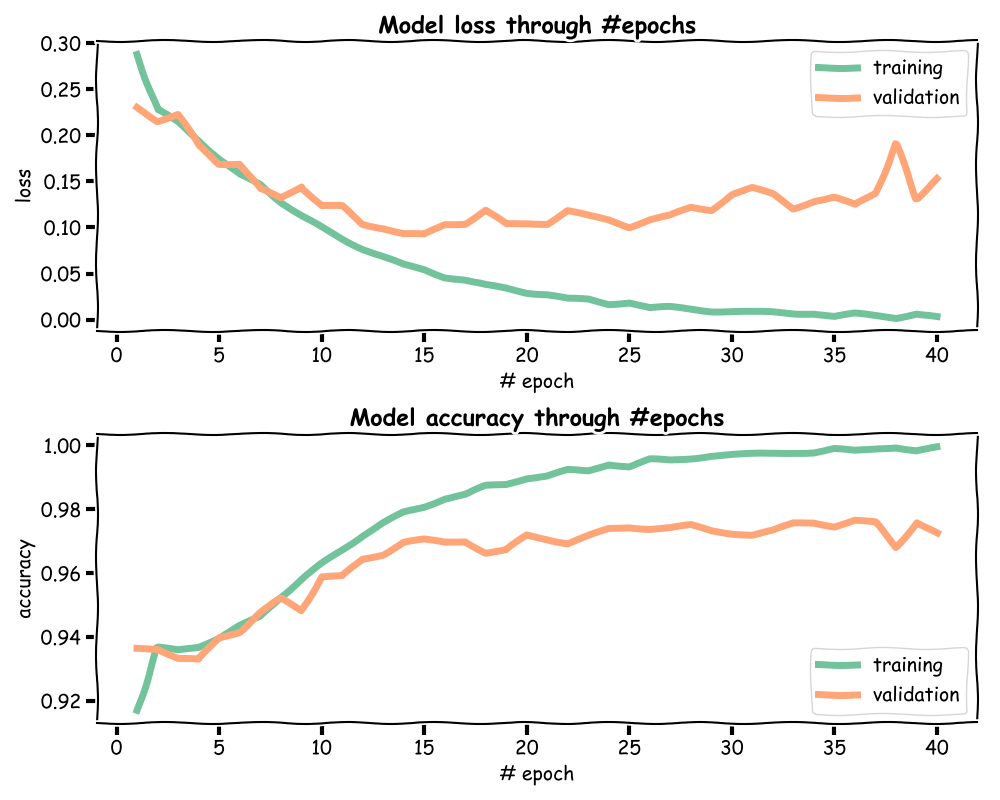 Model loss through #epochs
0.30
0.25
0.20
0.15
0.10
0.05
0.00
loss
training
validation
0 5 10 15 20 25 30 35 40
# epoch
Model accuracy through #epochs
1.00
0.98
0.96
0.94
0.92
accuracy
training
validation
0 5 10 15 20 25 30 35 40
# epoch